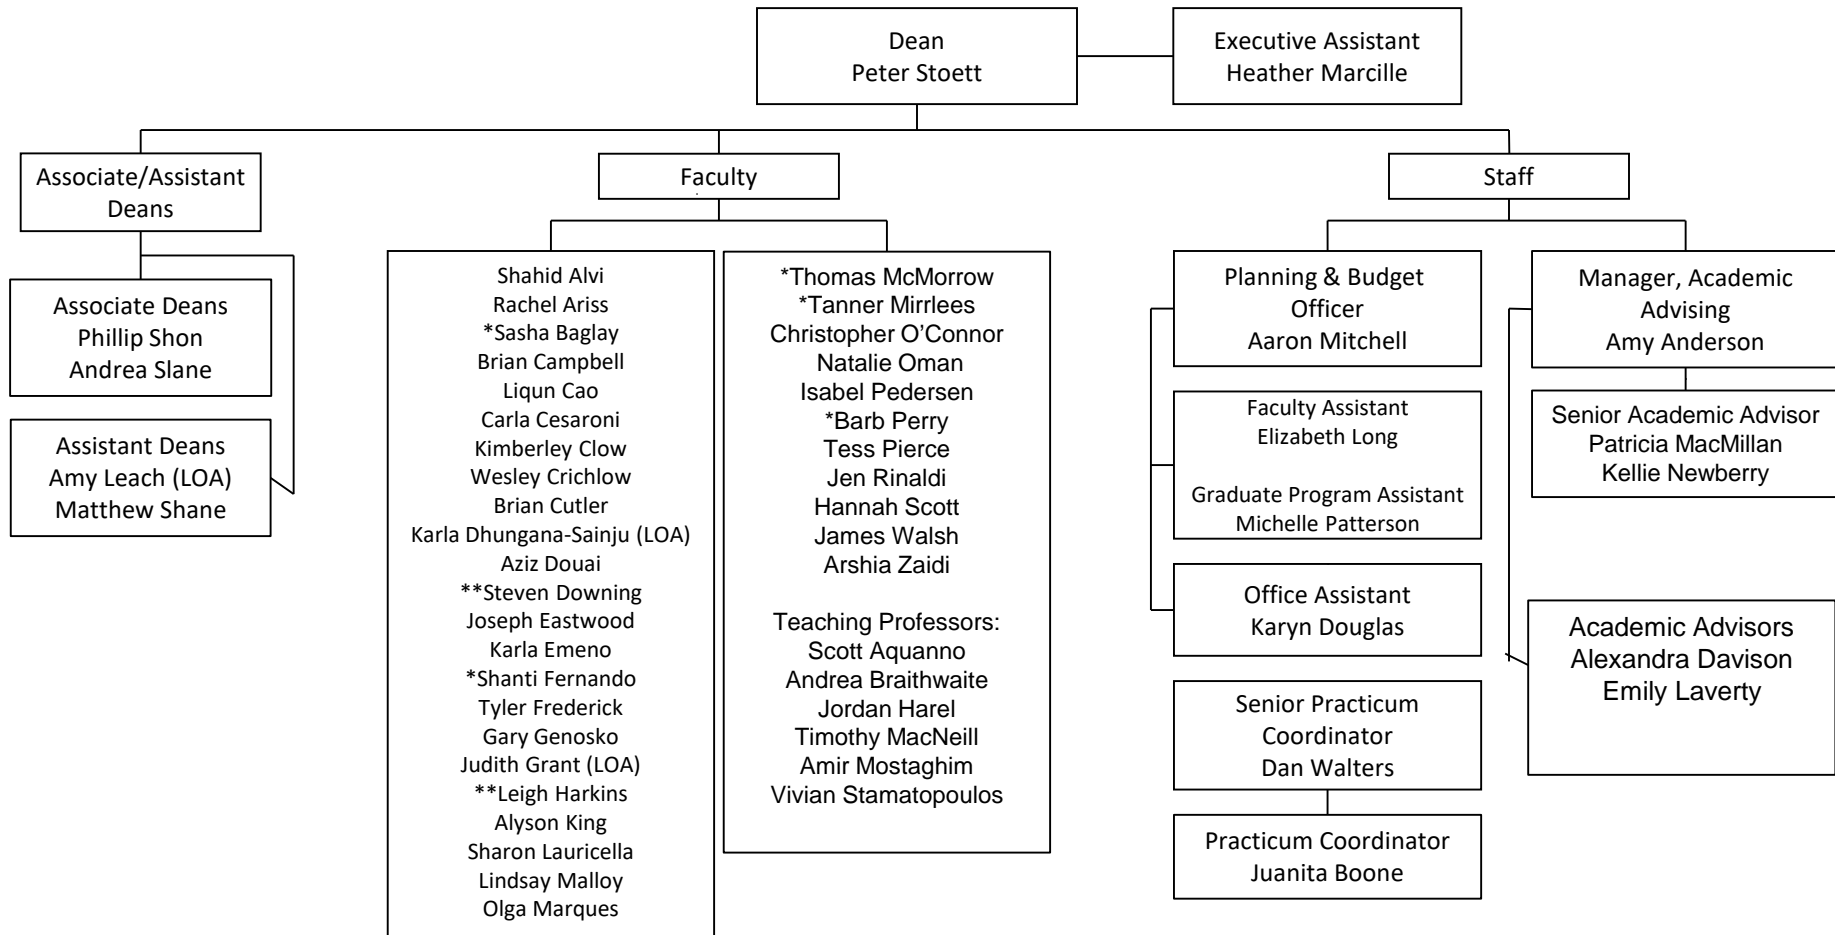 Dean
Peter Stoett
Executive Assistant
Heather Marcille
Associate/Assistant
Deans
Faculty
Staff
Associate Deans
Phillip Shon
Andrea Slane
Assistant Deans
Amy Leach (LOA)
Matthew Shane
Shahid Alvi
Rachel Ariss
*Sasha Baglay
Brian Campbell
Liqun Cao
Carla Cesaroni
Kimberley Clow
Wesley Crichlow
Brian Cutler
Karla Dhungana-Sainju (LOA)
Aziz Douai
**Steven Downing
Joseph Eastwood
Karla Emeno
*Shanti Fernando
Tyler Frederick
Gary Genosko
Judith Grant (LOA)
**Leigh Harkins
Alyson King
Sharon Lauricella
Lindsay Malloy
Olga Marques
*Thomas McMorrow
*Tanner Mirrlees
Christopher O’Connor
Natalie Oman
Isabel Pedersen
*Barb Perry
Tess Pierce
Jen Rinaldi
Hannah Scott
James Walsh
Arshia Zaidi
Teaching Professors:
Scott Aquanno
Andrea Braithwaite
Jordan Harel
Timothy MacNeill
Amir Mostaghim
Vivian Stamatopoulos
Planning & Budget
Officer
Aaron Mitchell
Faculty Assistant
Elizabeth Long
Graduate Program Assistant
Michelle Patterson
Office Assistant
Karyn Douglas
Senior Practicum
Coordinator
Dan Walters
Practicum Coordinator
Juanita Boone
Manager, Academic
Advising
Amy Anderson
Senior Academic Advisor
Patricia MacMillan
Kellie Newberry
Academic Advisors
Alexandra Davison
Emily Laverty